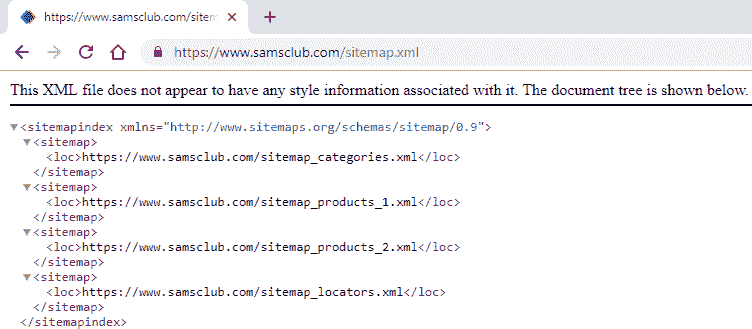 https://www.samsclub.com/sitem
https://www.samsclub.com/sitemap.xml
This XML file does not appear to have any style information associated with it. The document tree is shown below.
<sitemapindex xmlns="http://www.sitemaps.org/schemas/sitemap/0.9">
<sitemap>
<loc>https://www.samsclub.com/sitemap_categories.xml</loc>
</sitemap>
<sitemap>
<loc>https://www.samsclub.com/sitemap_products_1.xml</loc>
</sitemap>
<sitemap>
<loc>https://www.samsclub.com/sitemap_products_2.xml</loc>
</sitemap>
<sitemap>
<loc>https://www.samsclub.com/sitemap_locators.xml</loc>
</sitemap>
</sitemapindex>